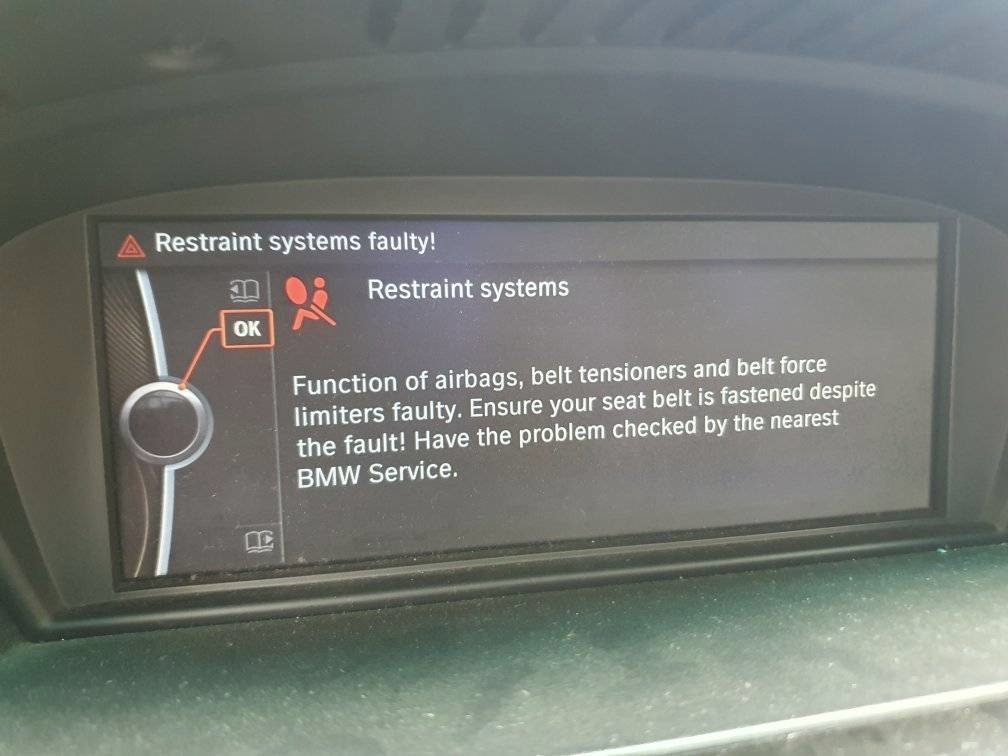 Restraint systems faulty!
Restraint systems
OK
Function of airbags, belt tensioners and belt force
limiters faulty. Ensure your seat belt is fastened despite
the fault! Have the problem checked by the nearest
BMW Service.